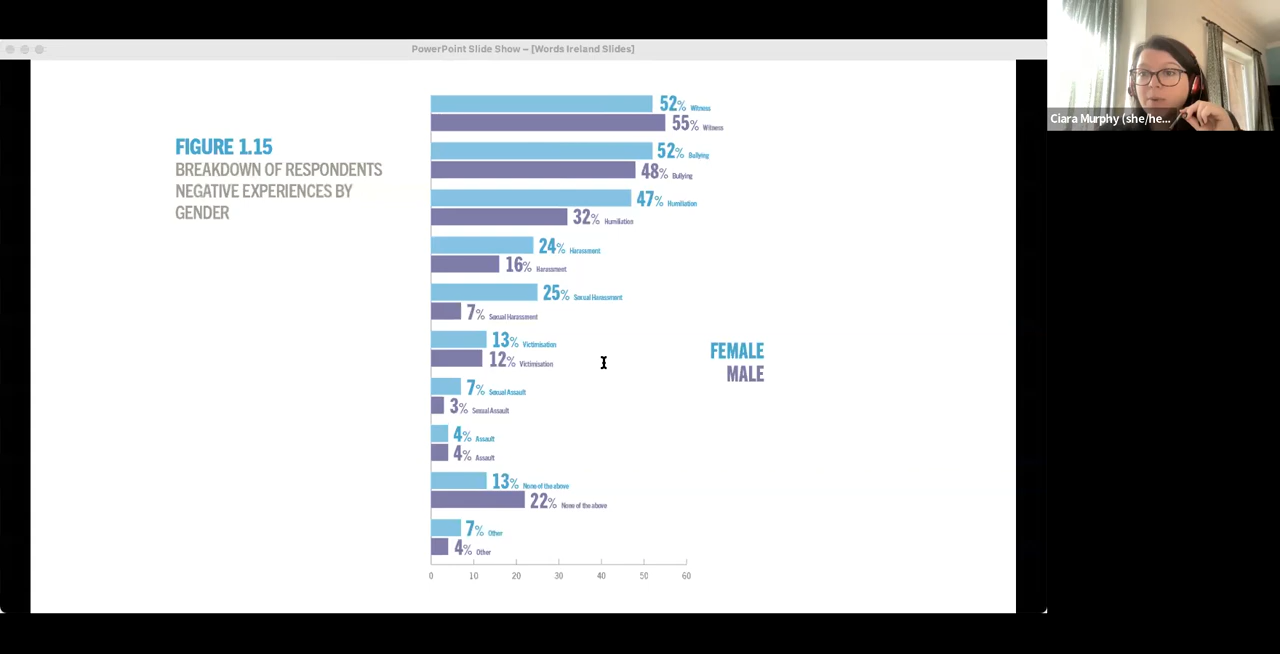 PowerPoint Slide Show – [Words Ireland Slides]
Ciara Murphy (she/he...
FIGURE 1.15
BREAKDOWN OF RESPONDENTS
NEGATIVE EXPERIENCES BY
GENDER
52% Witness
55% Witness
52% Bullying
48% Bullying
47% Humiliation
32% Humiliation
24% Harassment
16% Harassment
25% Sexual Harassment
7% Sexual Harassment
13% Victimisation
12% Victimisation
7% Sexual Assault
3% Sexual Assault
4% Assault
4% Assault
13% None of the above
22% None of the above
7% Other
4% Other
FEMALE
MALE
0 10 20 30 40 50 60